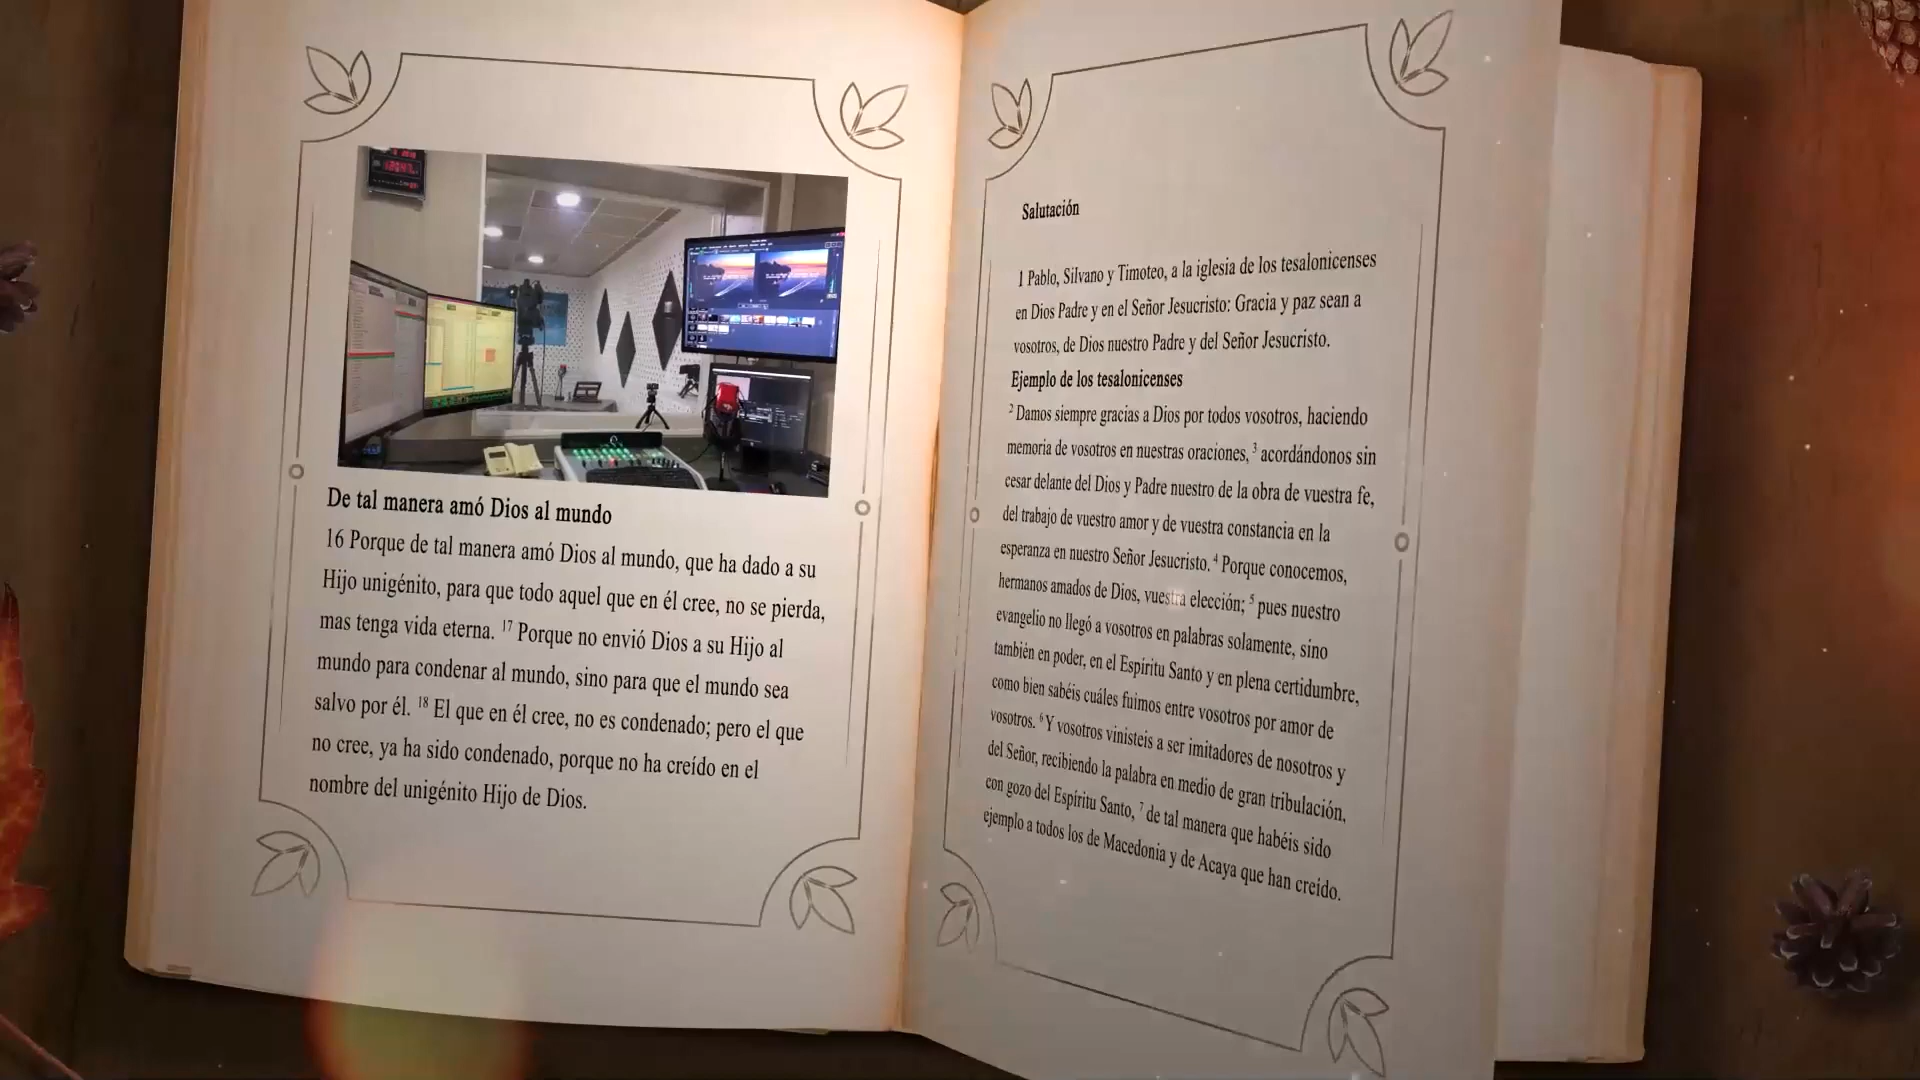 De tal manera amó Dios al mundo
16 Porque de tal manera amó Dios al mundo, que ha dado a su
Hijo unigénito, para que todo aquel que en él cree, no se pierda,
mas tenga vida eterna. 17 Porque no envió Dios a su Hijo al
mundo para condenar al mundo, sino para que el mundo sea
salvo por él. 18 El que en él cree, no es condenado; pero el que
no cree, ya ha sido condenado, porque no ha creído en el
nombre del unigénito Hijo de Dios.
Salutación
1 Pablo, Silvano y Timoteo, a la iglesia de los tesalonicenses
en Dios Padre y en el Señor Jesucristo: Gracia y paz sean a
vosotros, de Dios nuestro Padre y del Señor Jesucristo.
Ejemplo de los tesalonicenses
2 Damos siempre gracias a Dios por todos vosotros, haciendo
memoria de vosotros en nuestras oraciones, 3 acordándonos sin
cesar delante del Dios y Padre nuestro de la obra de vuestra fe,
del trabajo de vuestro amor y de vuestra constancia en la
esperanza en nuestro Señor Jesucristo. 4 Porque conocemos,
hermanos amados de Dios, vuestra elección; 5 pues nuestro
evangelio no llegó a vosotros en palabras solamente, sino
también en poder, en el Espíritu Santo y en plena certidumbre,
como bien sabéis cuáles fuimos entre vosotros por amor de
vosotros. 6 Y vosotros vinisteis a ser imitadores de nosotros y
del Señor, recibiendo la palabra en medio de gran tribulación,
con gozo del Espíritu Santo, 7 de tal manera que habéis sido
ejemplo a todos los de Macedonia y de Acaya que han creído.